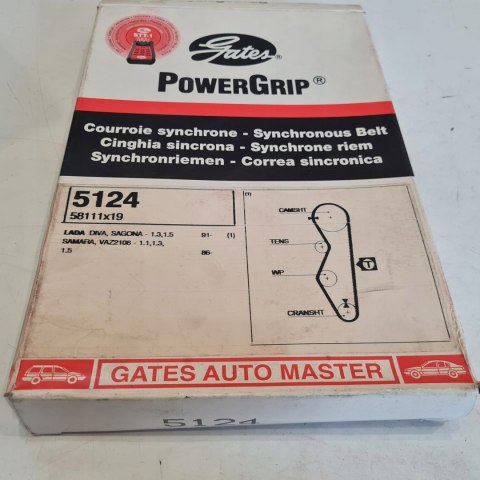 STT-1
Gates®
POWERGRIP®
Courroie synchrone - Synchronous Belt
Cinghia sincrona - Synchrone riem
Synchronriemen - Correa sincronica
5124
58111x19
LADA DIVA, SAGONA - 1.3,1.5 91- (1)
SAMARA, VAZ2108 - 1.1,1.3,
1.5 86-
(1)
CAMSHT
TENS
T
WP
CRANSHT
GATES AUTO MASTER
5124